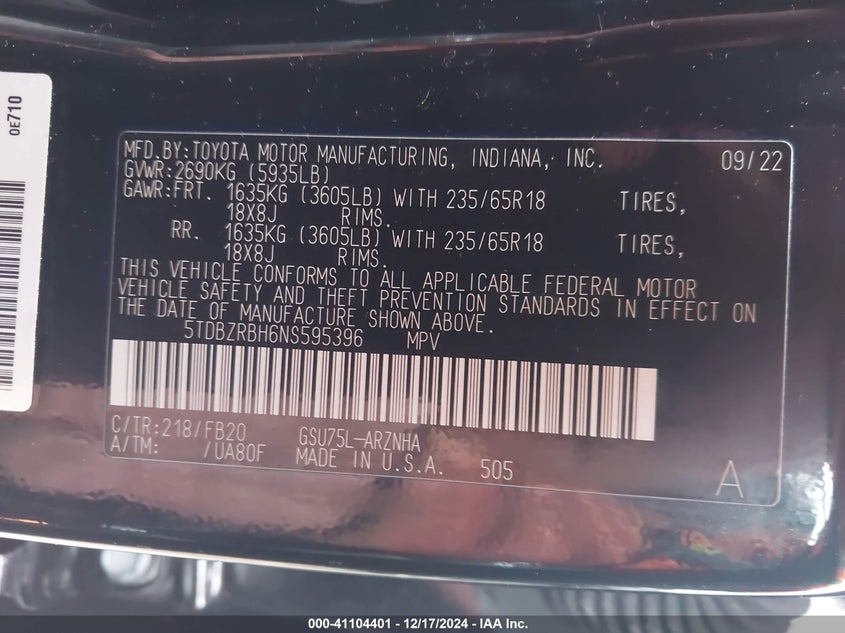 0E710
MFD.BY:TOYOTA MOTOR MANUFACTURING, INDIANA, INC. 09/22
GVWR:2690KG (5935LB)
GAWR:FRT. 1635KG (3605LB) WITH 235/65R18 TIRES,
18X8J RIMS.
RR. 1635KG (3605LB) WITH 235/65R18 TIRES,
18X8J RIMS.
THIS VEHICLE CONFORMS TO ALL APPLICABLE FEDERAL MOTOR
VEHICLE SAFETY AND THEFT PREVENTION STANDARDS IN EFFECT ON
THE DATE OF MANUFACTURE SHOWN ABOVE.
5TDBZRBH6NS595396 MPV
C/TR:218/FB20 GSU75L-ARZNHA
A/TM: /UA80F MADE IN U.S.A. 505 A
000-41104401 - 12/17/2024 - IAA Inc.